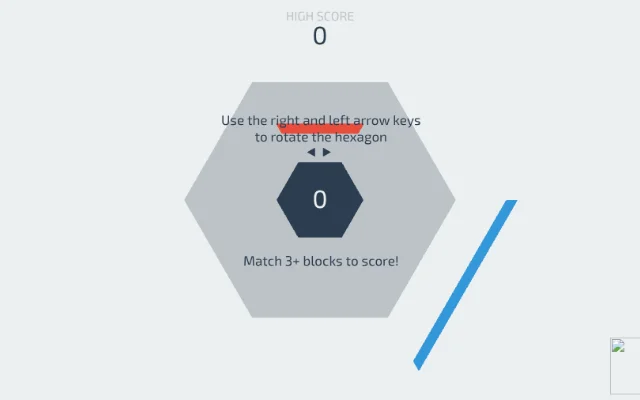 HIGH SCORE
0
Use the right and left arrow keys
to rotate the hexagon
0
Match 3+ blocks to score!